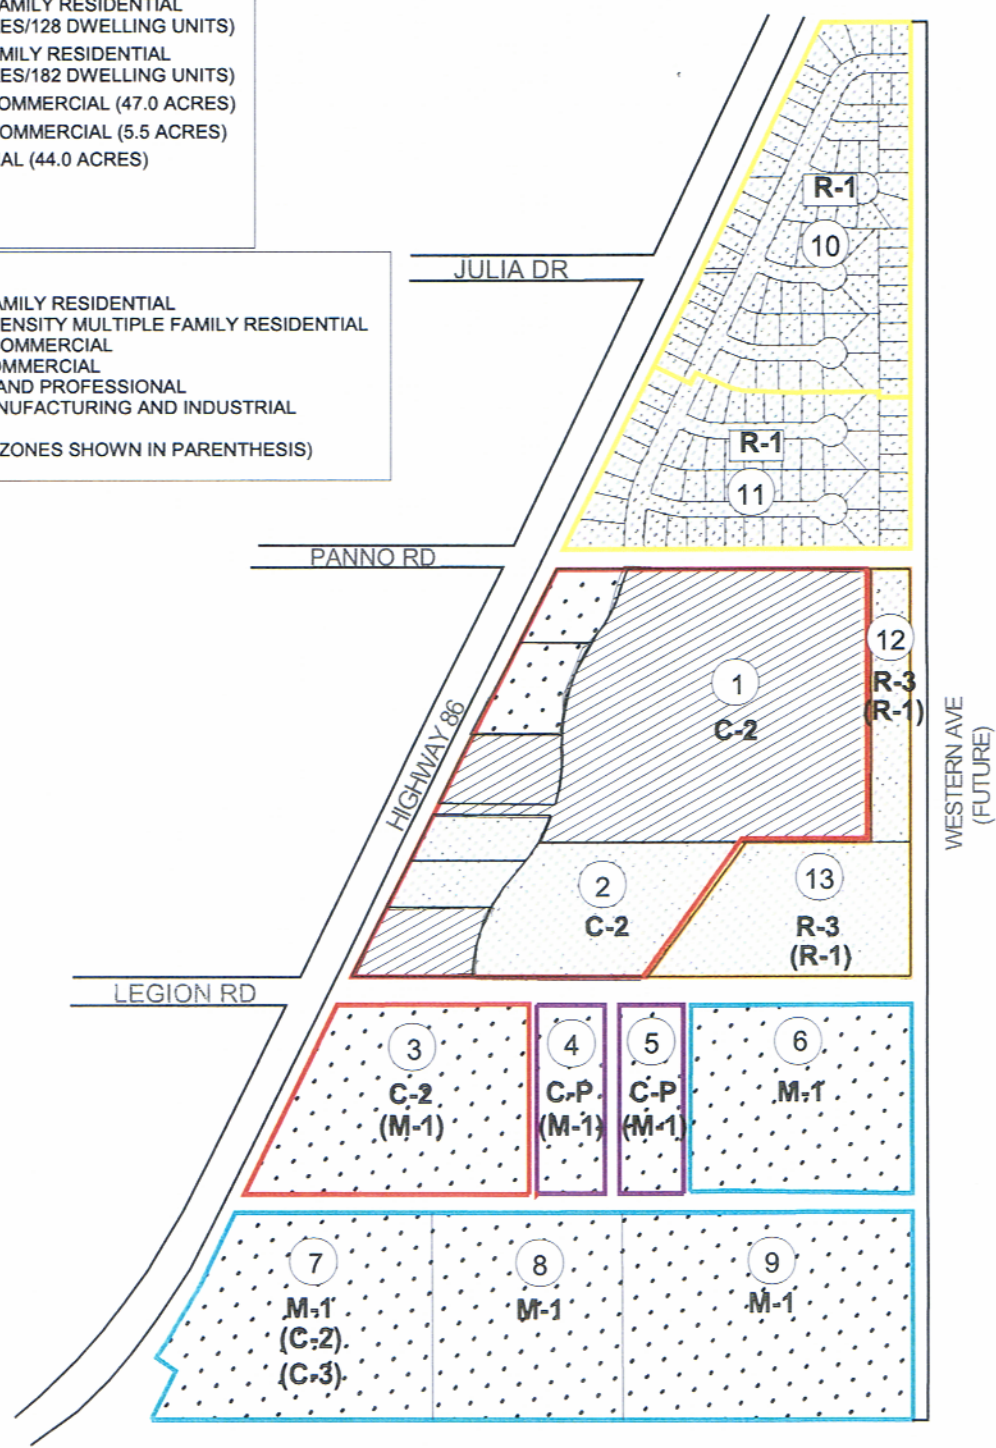 AMILY RESIDENTIAL
ES/128 DWELLING UNITS)
MILY RESIDENTIAL
ES/182 DWELLING UNITS)
OMMERCIAL (47.0 ACRES)
OMMERCIAL (5.5 ACRES)
AL (44.0 ACRES)
AMILY RESIDENTIAL
ENSITY MULTIPLE FAMILY RESIDENTIAL
OMMERCIAL
OMMERCIAL
AND PROFESSIONAL
NUFACTURING AND INDUSTRIAL
ZONES SHOWN IN PARENTHESIS)
R-1
10
JULIA DR
R-1
11
PANNO RD
12
R-3
(R-1)
1
C-2
HIGHWAY 86
WESTERN AVE
(FUTURE)
2
C-2
13
R-3
(R-1)
LEGION RD
3
C-2
(M-1)
4
C-P
(M-1)
5
C-P
(M-1)
6
M-1
7
M-1
(C-2)
(C-3)
8
M-1
9
M-1